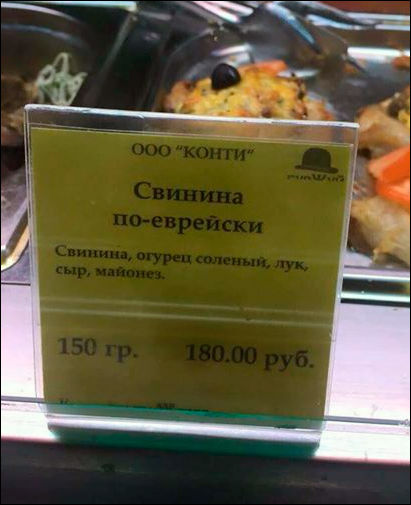 ООО "КОНТИ"
Свинина
по-еврейски
Свинина, огурец соленый, лук,
сыр, майонез.
150 гр. 180.00 руб.